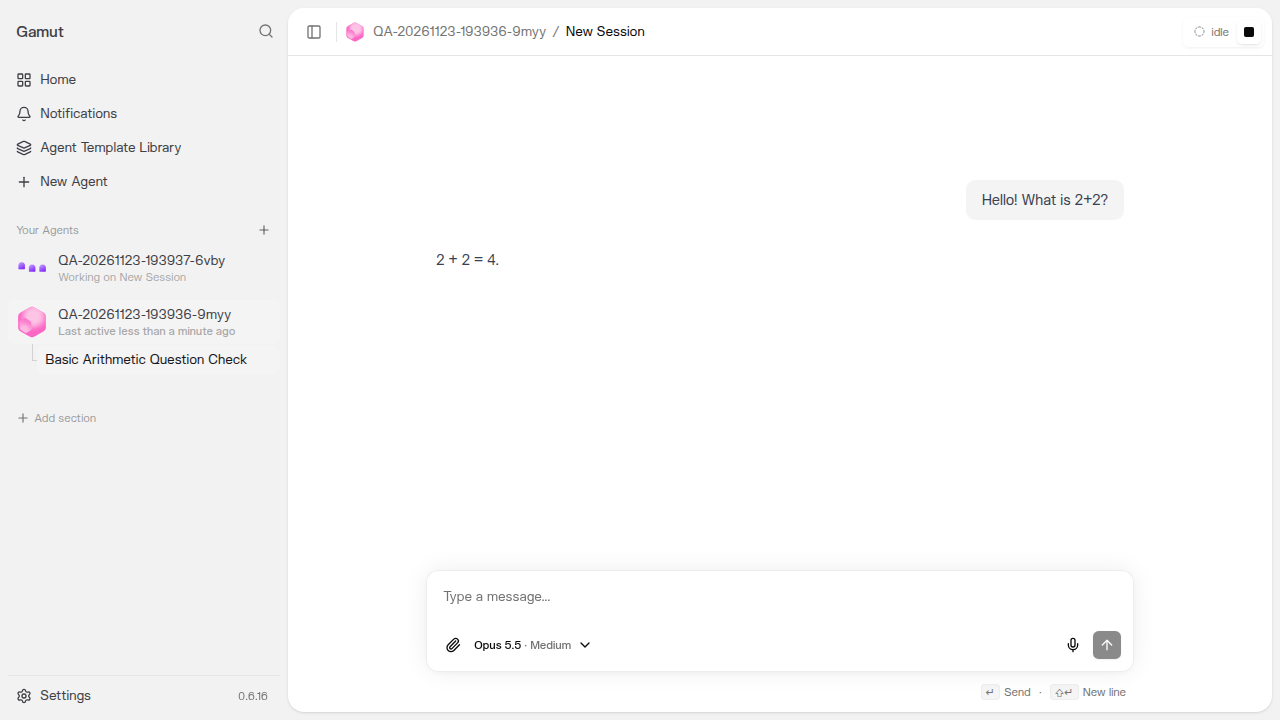 Gamut
Home
Notifications
Agent Template Library
New Agent
Your Agents
QA-20261123-193937-6vby
Working on New Session
QA-20261123-193936-9myy
Last active less than a minute ago
Basic Arithmetic Question Check
Add section
Settings
0.6.16
QA-20261123-193936-9myy / New Session
idle
Hello! What is 2+2?
2 + 2 = 4.
Type a message...
Opus 5.5 · Medium
Send · New line